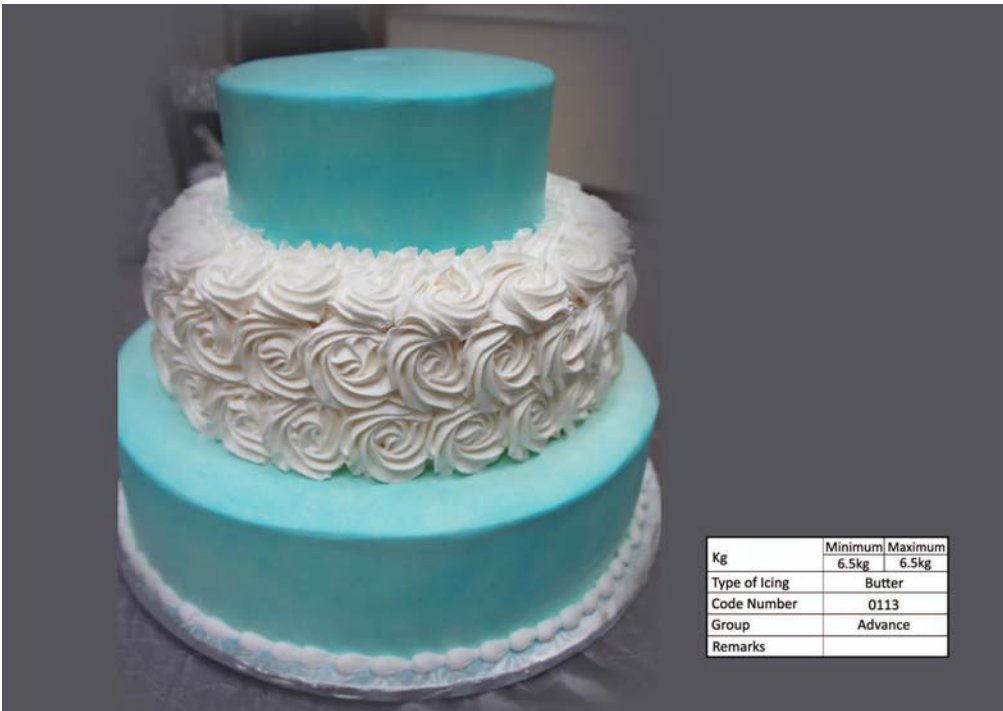 Kg Minimum Maximum
6.5kg 6.5kg
Type of Icing Butter
Code Number 0113
Group Advance
Remarks